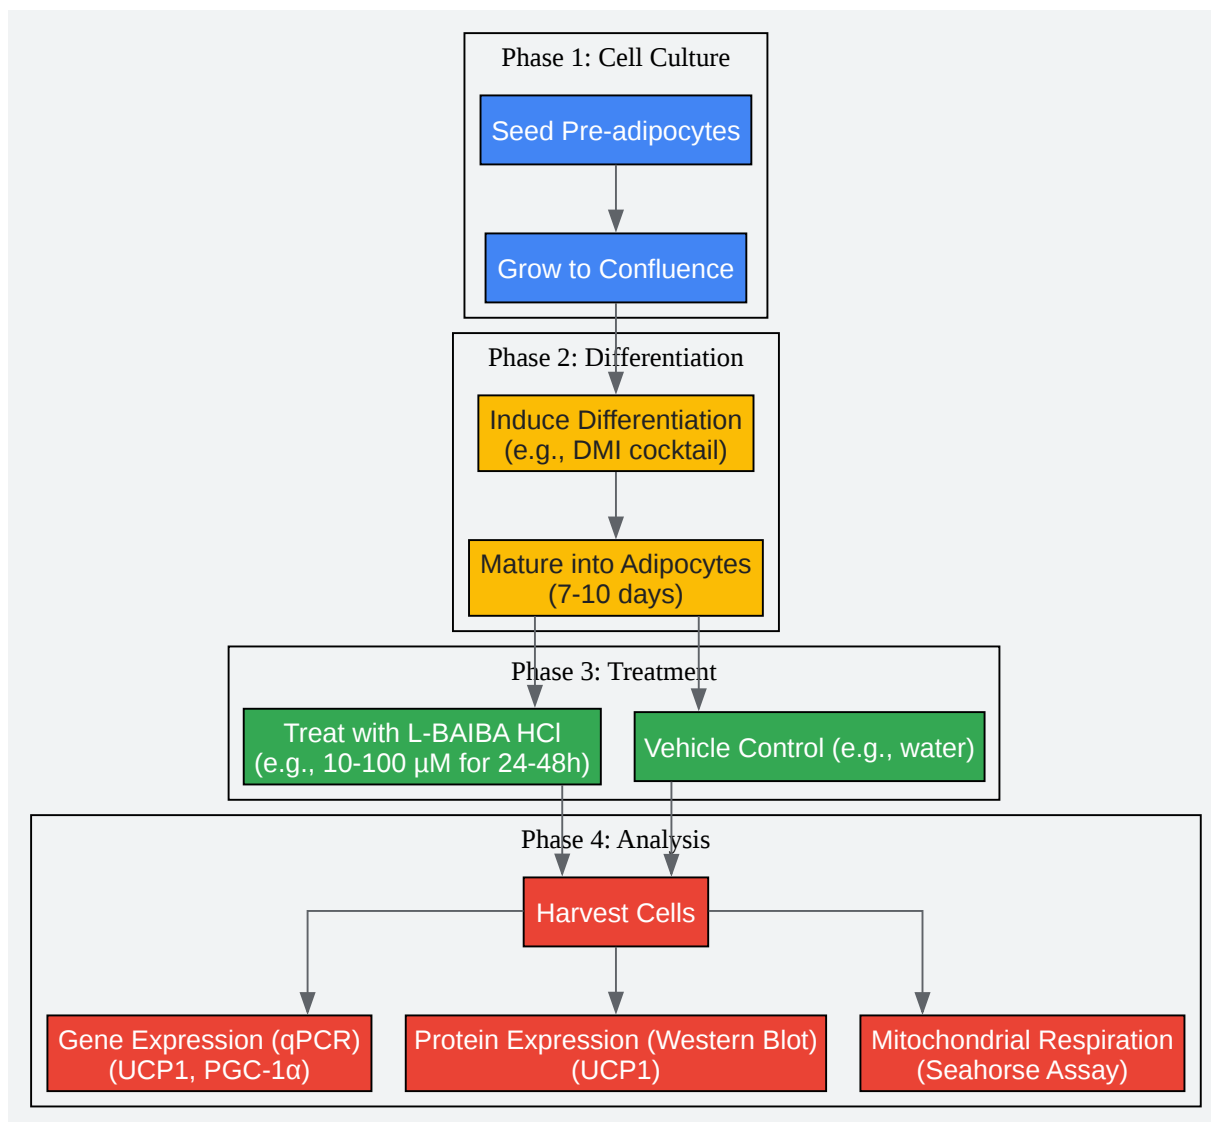 Phase 1: Cell Culture
Seed Pre-adipocytes
Grow to Confluence
Phase 2: Differentiation
Induce Differentiation
(e.g., DMI cocktail)
Mature into Adipocytes
(7-10 days)
Phase 3: Treatment
Treat with L-BAIBA HCl
(e.g., 10-100 µM for 24-48h)
Vehicle Control (e.g., water)
Phase 4: Analysis
Harvest Cells
Gene Expression (qPCR)
(UCP1, PGC-1α)
Protein Expression (Western Blot)
(UCP1)
Mitochondrial Respiration
(Seahorse Assay)